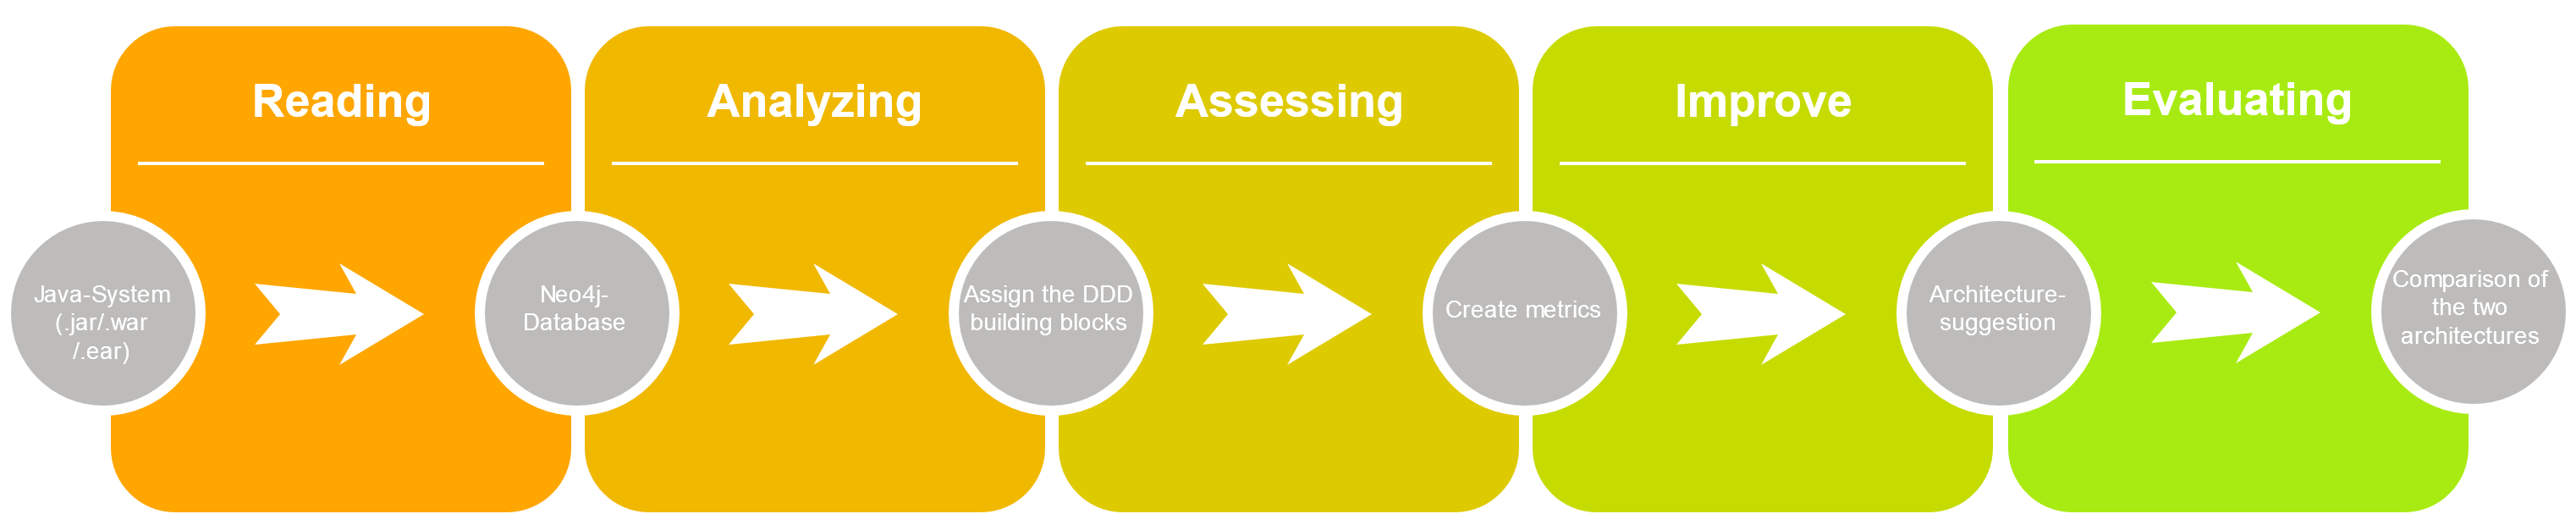 Reading
Analyzing
Assessing
Improve
Evaluating
Java-System
(.jar/.war
/.ear)
Neo4j-
Database
Assign the DDD
building blocks
Create metrics
Architecture-
suggestion
Comparison of
the two
architectures